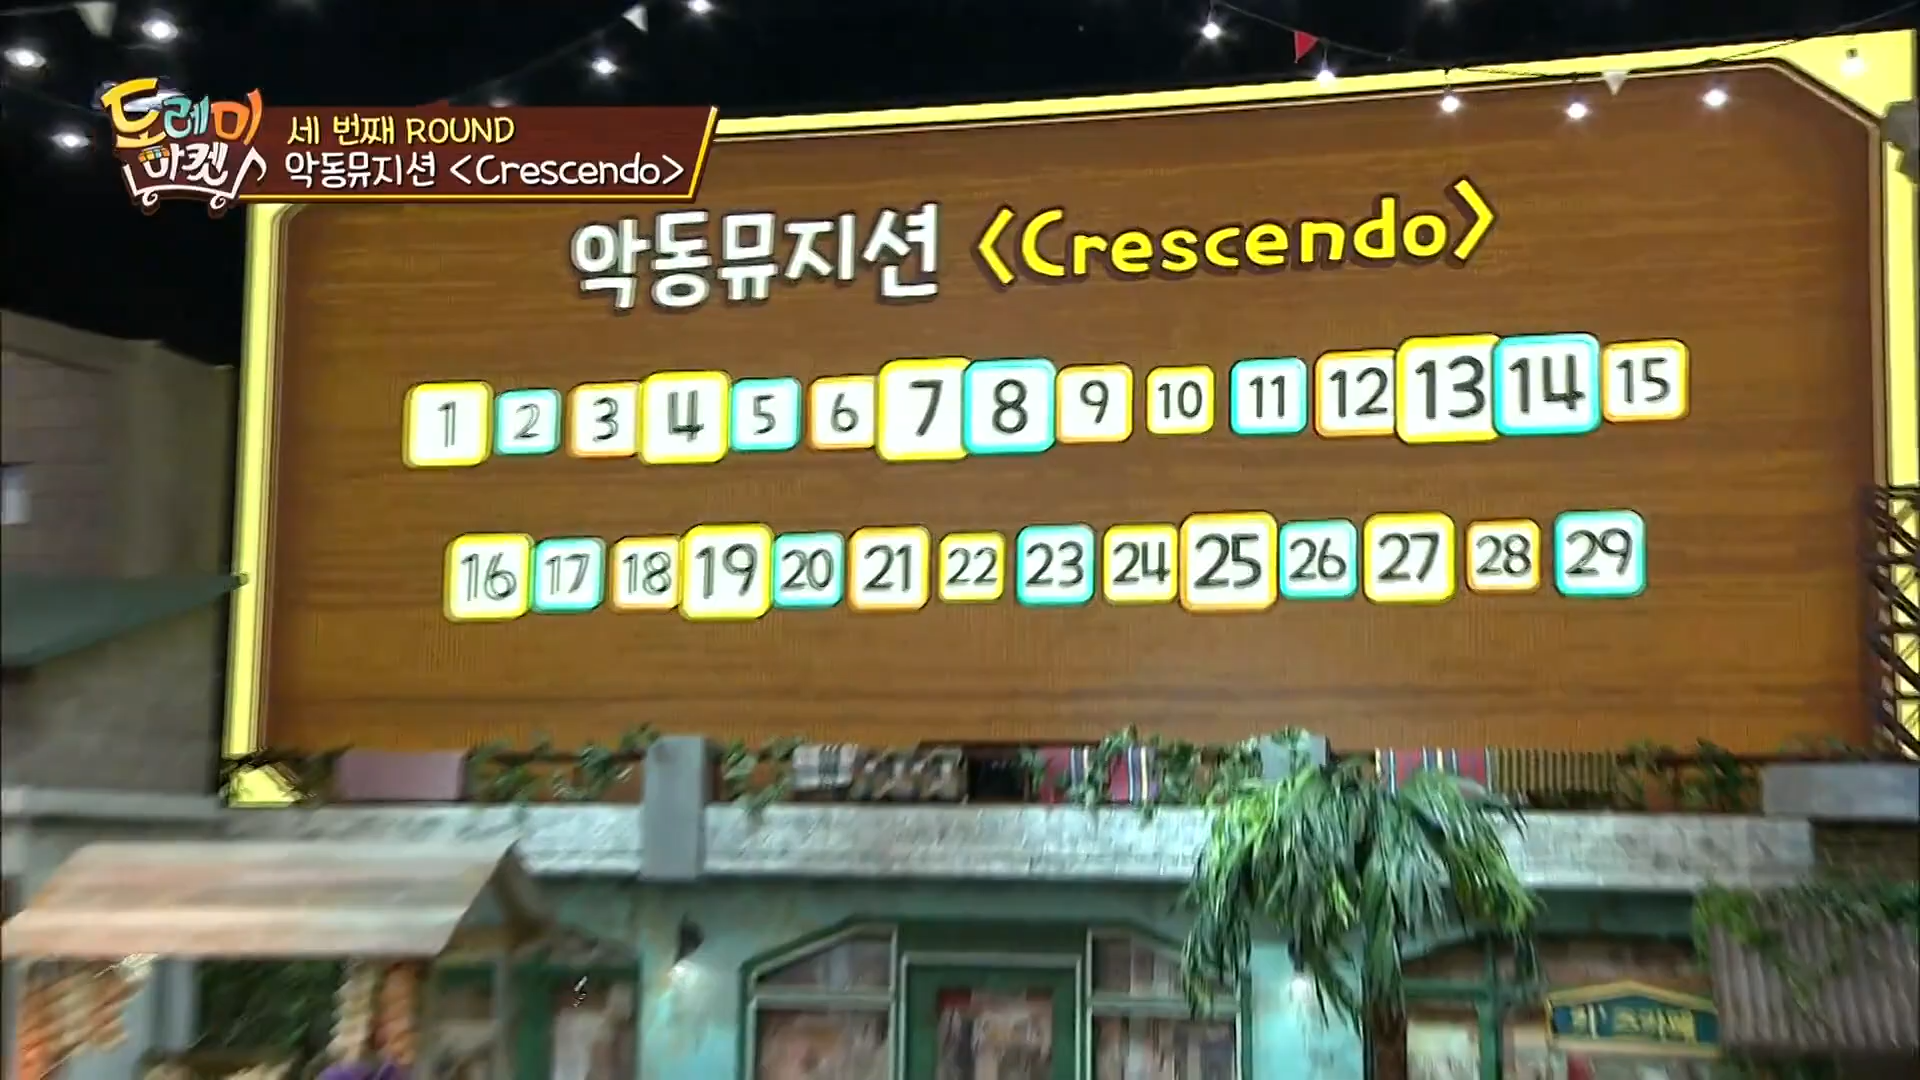 도레미
마켓
세 번째 ROUND
악동뮤지션 <Crescendo>
악동뮤지션 <Crescendo>
1 2 3 4 5 6 7 8 9 10 11 12 13 14 15
16 17 18 19 20 21 22 23 24 25 26 27 28 29